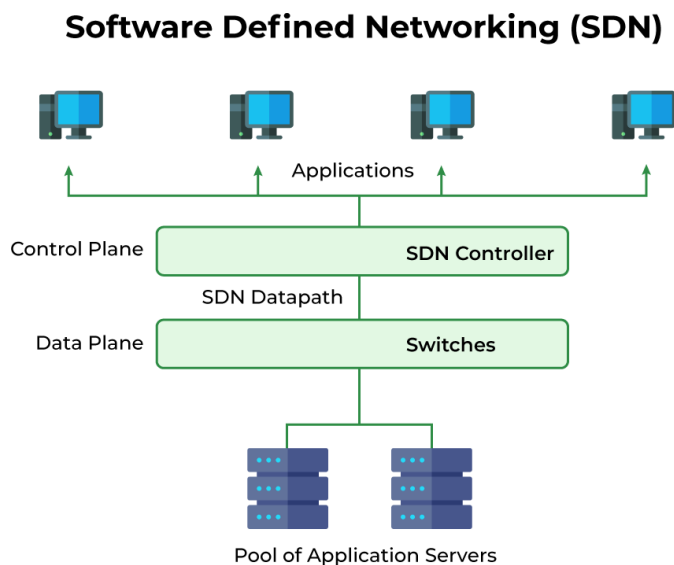 Software Defined Networking (SDN)
Applications
Control Plane
SDN Controller
SDN Datapath
Data Plane
Switches
Pool of Application Servers